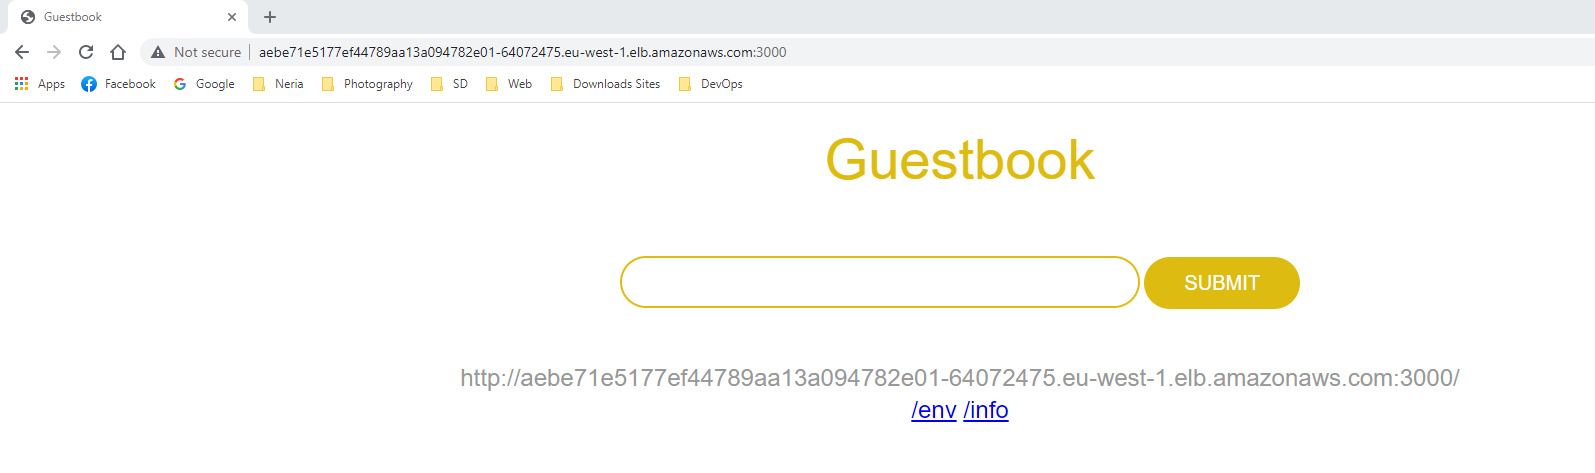 Guestbook
Not secure aebe71e5177ef44789aa13a094782e01-64072475.eu-west-1.elb.amazonaws.com:3000
Apps Facebook Google Neria Photography SD Web Downloads Sites DevOps
Guestbook
SUBMIT
http://aebe71e5177ef44789aa13a094782e01-64072475.eu-west-1.elb.amazonaws.com:3000/
/env /info